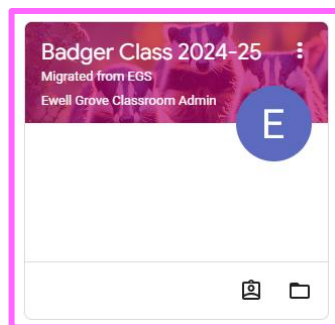 Badger Class 2024-25
Migrated from EGS
Ewell Grove Classroom Admin
E